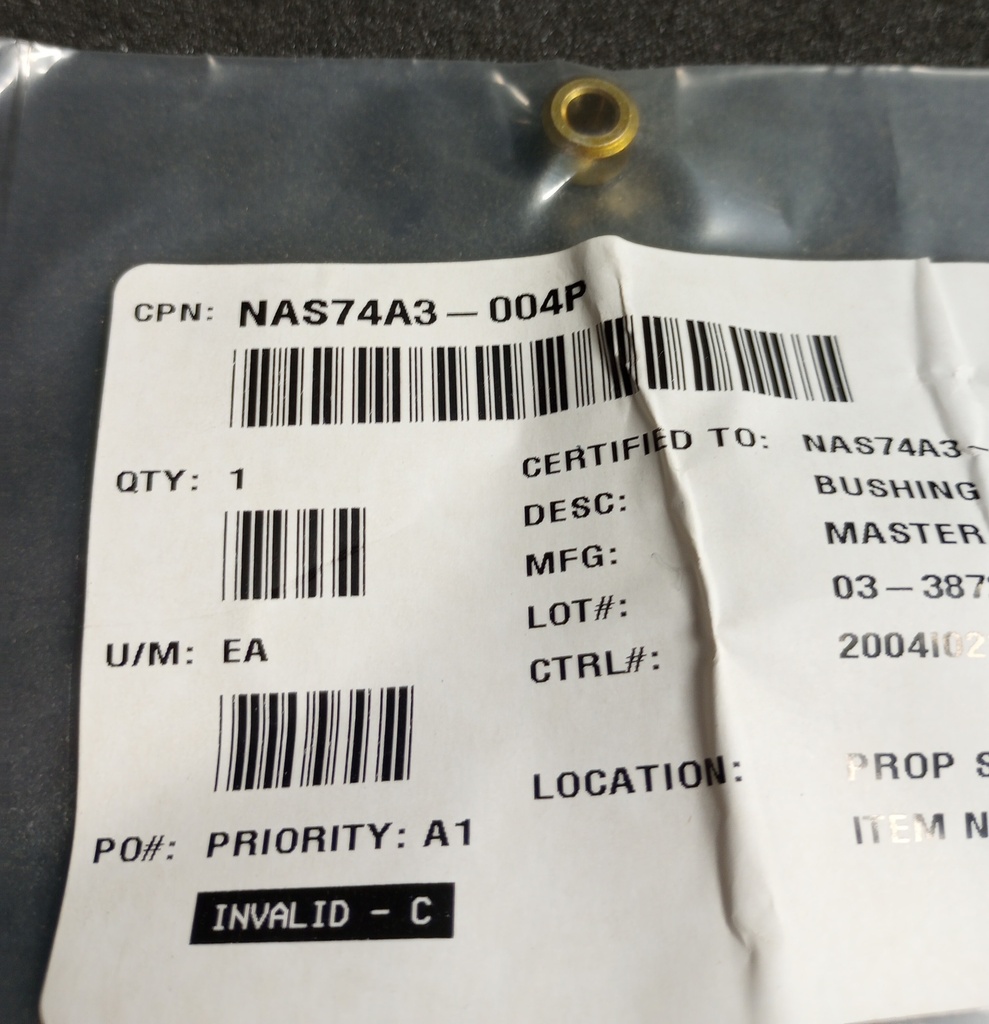 CPN: NAS74A3-004P
QTY: 1
CERTIFIED TO: NAS74A3-
DESC: BUSHING
MFG: MASTER
LOT#: 03-387
CTRL#: 2004102
U/M: EA
LOCATION: PROP S
ITEM N
PO#: PRIORITY: A1
INVALID - C